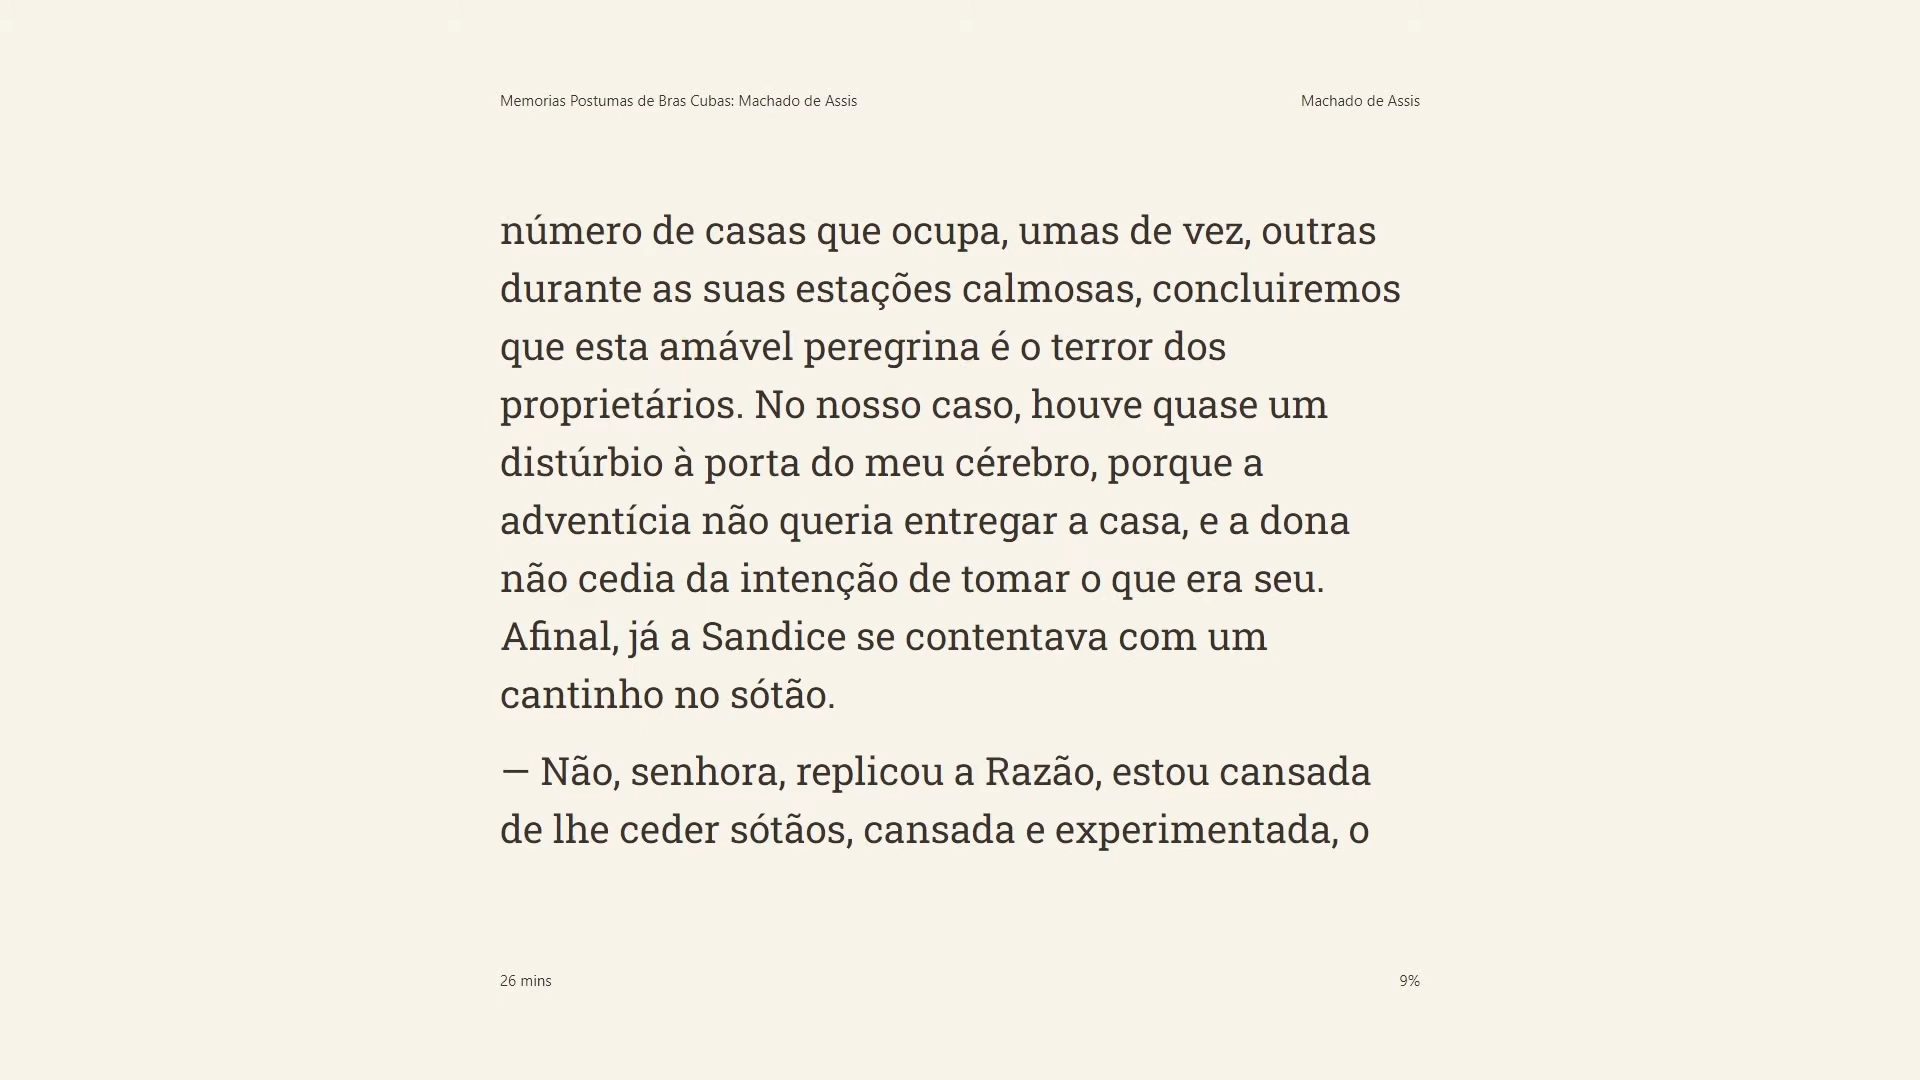 Memorias Postumas de Bras Cubas: Machado de Assis
Machado de Assis
número de casas que ocupa, umas de vez, outras
durante as suas estações calmosas, concluiremos
que esta amável peregrina é o terror dos
proprietários. No nosso caso, houve quase um
distúrbio à porta do meu cérebro, porque a
adventícia não queria entregar a casa, e a dona
não cedia da intenção de tomar o que era seu.
Afinal, já a Sandice se contentava com um
cantinho no sótão.
— Não, senhora, replicou a Razão, estou cansada
de lhe ceder sótãos, cansada e experimentada, o
26 mins
9%